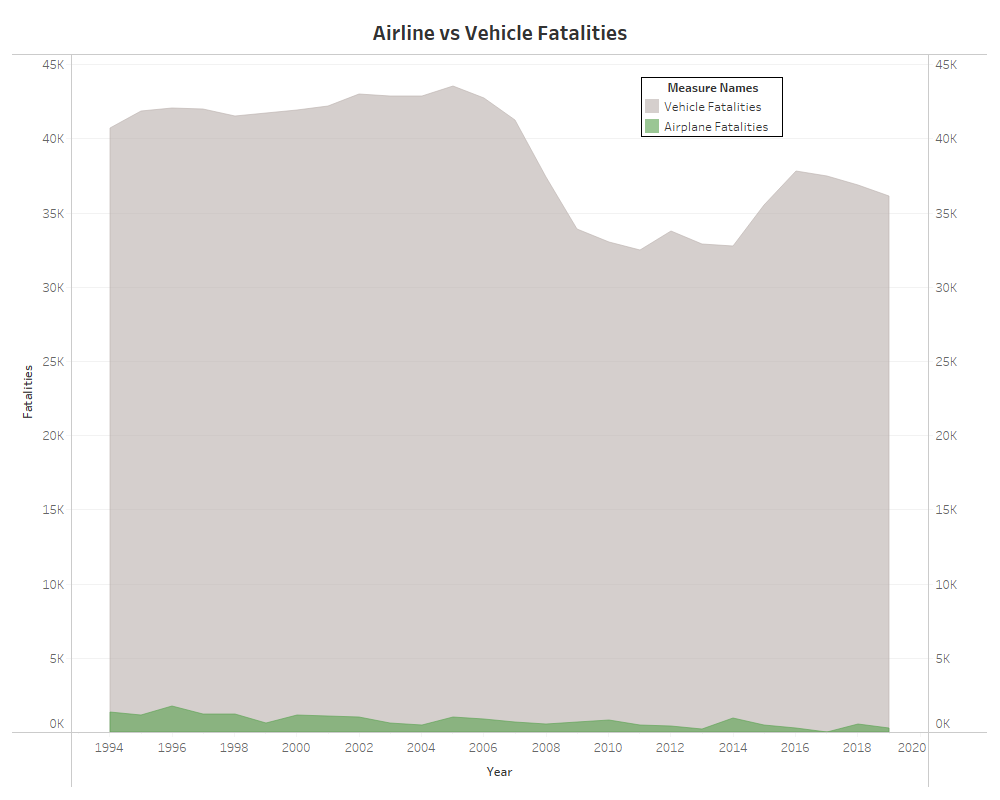 Airline vs Vehicle Fatalities
45K
45K
Measure Names
Vehicle Fatalities
Airplane Fatalities
40K
40K
35K
35K
30K
30K
25K
25K
Fatalities
20K
20K
15K
15K
10K
10K
5K
5K
0K
0K
1994 1996 1998 2000 2002 2004 2006 2008 2010 2012 2014 2016 2018 2020
Year